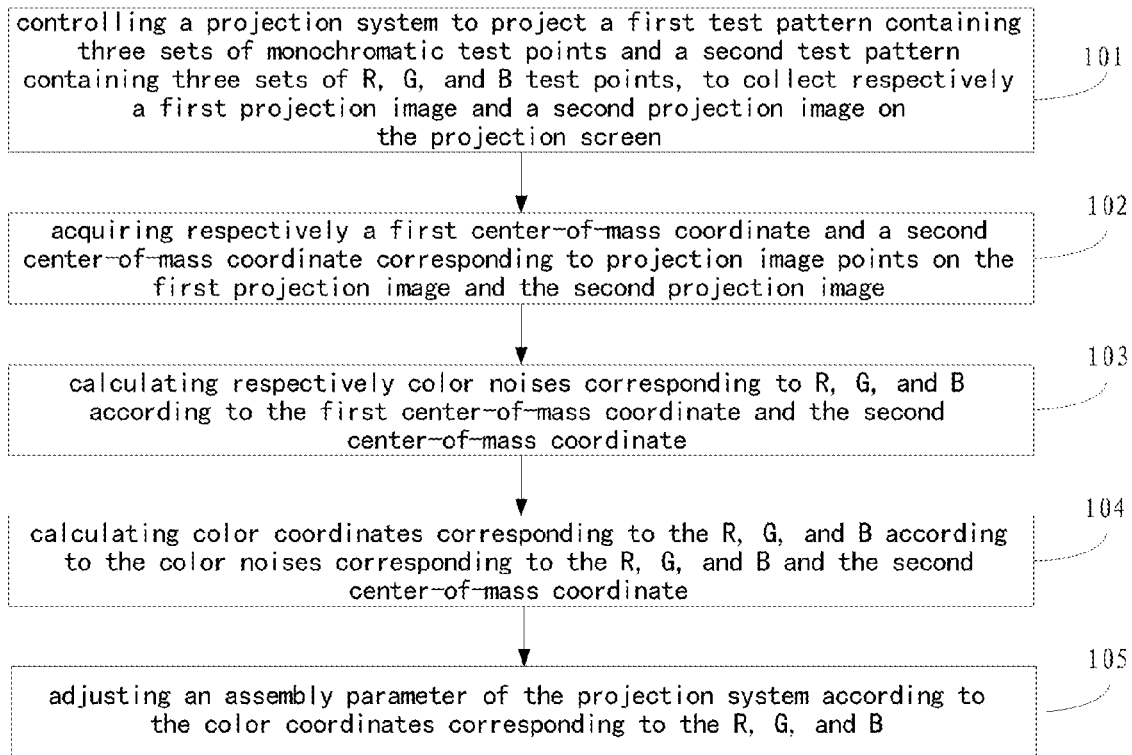 controlling a projection system to project a first test pattern containing
three sets of monochromatic test points and a second test pattern
containing three sets of R, G, and B test points, to collect respectively
a first projection image and a second projection image on
the projection screen
101
acquiring respectively a first center-of-mass coordinate and a second
center-of-mass coordinate corresponding to projection image points on the
first projection image and the second projection image
102
calculating respectively color noises corresponding to R, G, and B
according to the first center-of-mass coordinate and the second
center-of-mass coordinate
103
calculating color coordinates corresponding to the R, G, and B according
to the color noises corresponding to the R, G, and B and the second
center-of-mass coordinate
104
adjusting an assembly parameter of the projection system according to
the color coordinates corresponding to the R, G, and B
105